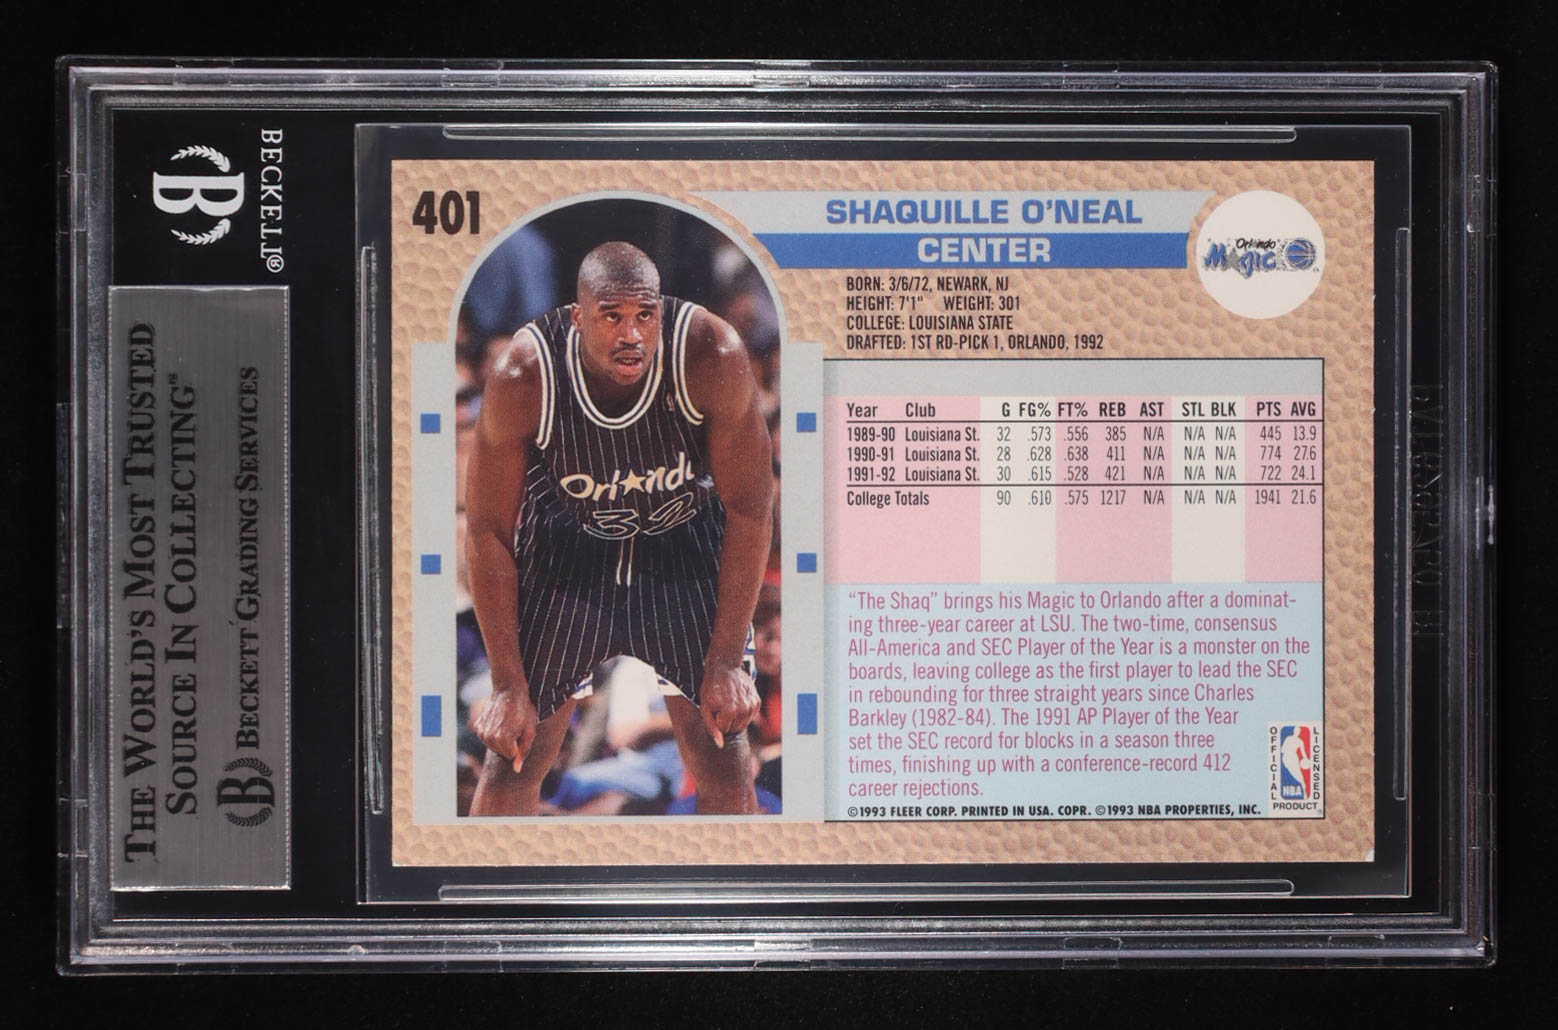 BECKETT®
B
THE WORLD'S MOST TRUSTED
SOURCE IN COLLECTING™
B BECKETT GRADING SERVICES
401
SHAQUILLE O'NEAL
CENTER
Orlando
Magic
BORN: 3/6/72, NEWARK, NJ
HEIGHT: 7'1" WEIGHT: 301
COLLEGE: LOUISIANA STATE
DRAFTED: 1ST RD-PICK 1, ORLANDO, 1992
Orlando
32
Year Club G FG% FT% REB AST STL BLK PTS AVG
1989-90 Louisiana St. 32 .573 .556 385 N/A N/A N/A 445 13.9
1990-91 Louisiana St. 28 .628 .638 411 N/A N/A N/A 774 27.6
1991-92 Louisiana St. 30 .615 .528 421 N/A N/A N/A 722 24.1
College Totals 90 .610 .575 1217 N/A N/A N/A 1941 21.6
"The Shaq" brings his Magic to Orlando after a dominat-
ing three-year career at LSU. The two-time, consensus
All-America and SEC Player of the Year is a monster on the
boards, leaving college as the first player to lead the SEC
in rebounding for three straight years since Charles
Barkley (1982-84). The 1991 AP Player of the Year
set the SEC record for blocks in a season three
times, finishing up with a conference-record 412
career rejections.
©1993 FLEER CORP. PRINTED IN USA. COPR. ©1993 NBA PROPERTIES, INC.
OFFICIAL
LICENSED
NBA
PRODUCT